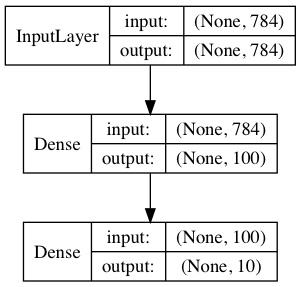 InputLayer
input: (None, 784)
output: (None, 784)
Dense
input: (None, 784)
output: (None, 100)
Dense
input: (None, 100)
output: (None, 10)